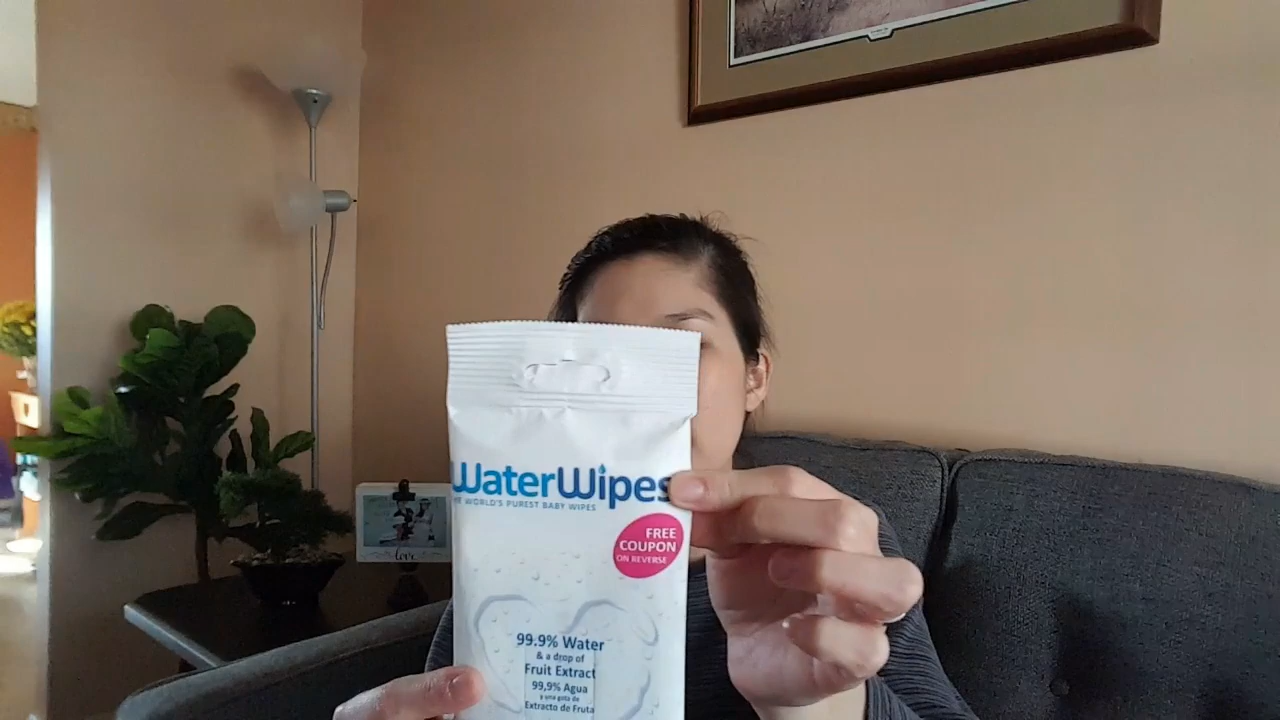 WaterWipes
THE WORLD'S PUREST BABY WIPES
FREE
COUPON
ON REVERSE
99.9% Water
& a drop of
Fruit Extract
99,9% Agua
y una gota de
Extracto de Fruta
love